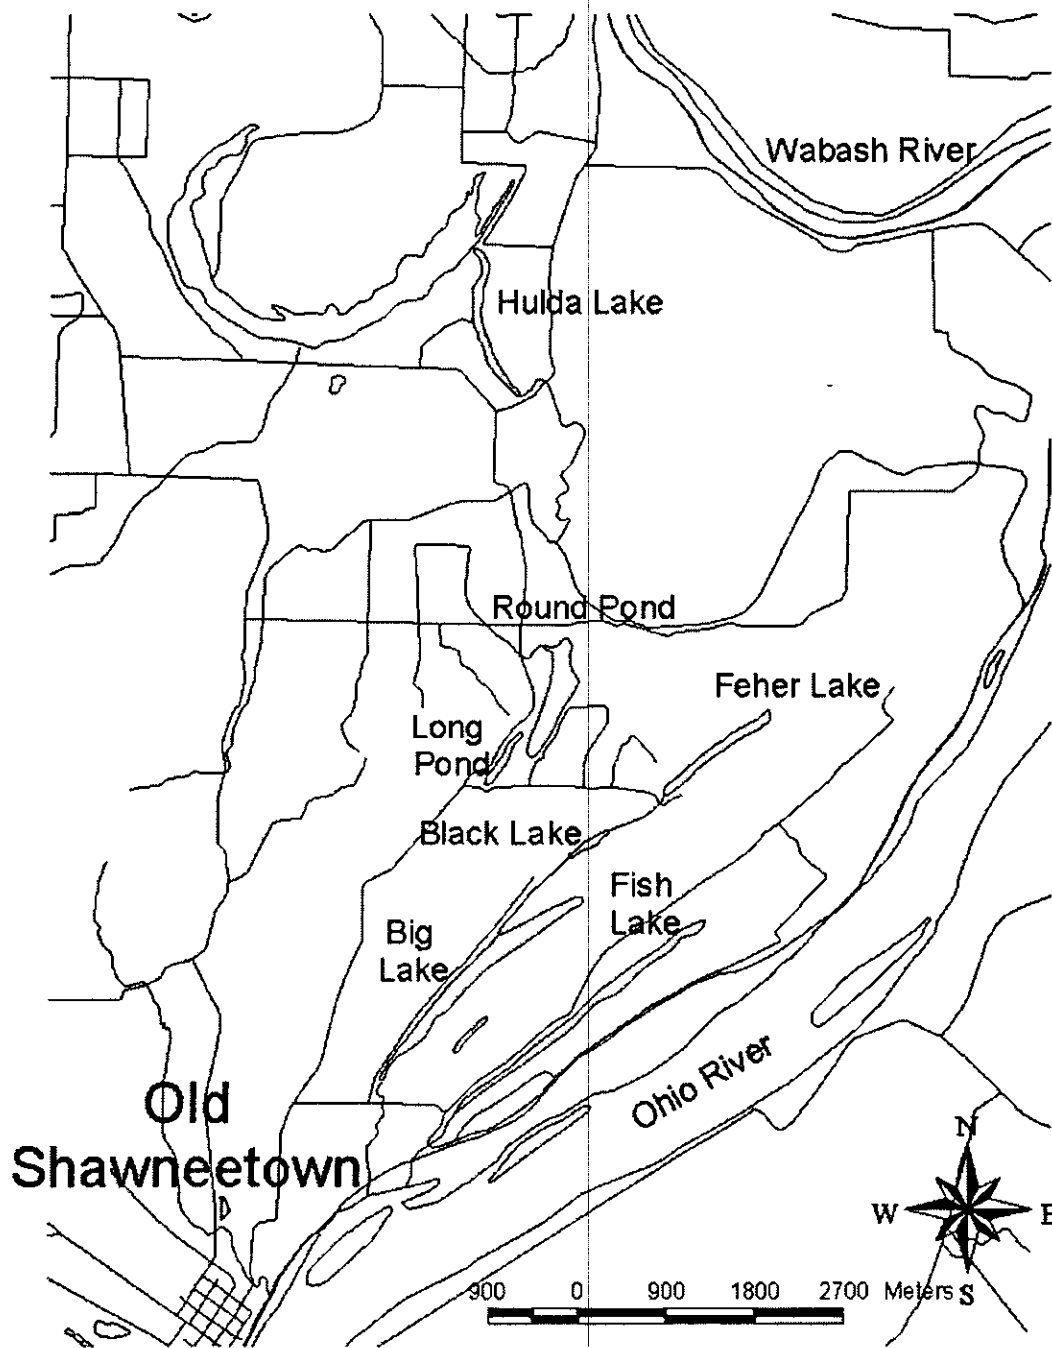 Wabash River
Hulda Lake
Round Pond
Feher Lake
Long
Pond
Black Lake
Fish
Lake
Big
Lake
Ohio River
Old
Shawneetown
N
W
E
S
900 0 900 1800 2700 Meters